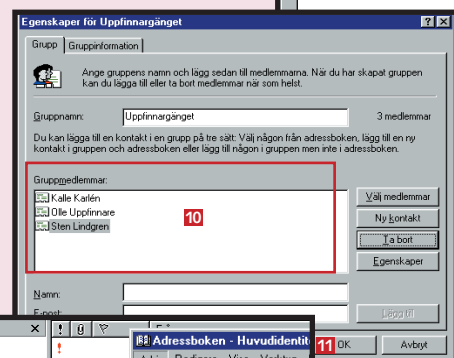 Egenskaper för Uppfinnargänget
Grupp Gruppinformation
Ange gruppens namn och lägg sedan till medlemmarna. När du har skapat gruppen
kan du lägga till eller ta bort medlemmar när som helst.
Gruppnamn: Uppfinnargänget 3 medlemmar
Du kan lägga till en kontakt i en grupp på tre sätt: Välj någon från adressboken, lägg till en ny
kontakt i gruppen och adressboken eller lägg till någon i gruppen men inte i adressboken.
Gruppmedlemmar:
Kalle Karlén
Olle Uppfinnare
Sten Lindgren
10
Välj medlemmar
Ny kontakt
Ta bort
Egenskaper
Namn:
E-post:
Lägg till
Adressboken - Huvudidentite
11 OK Avbryt